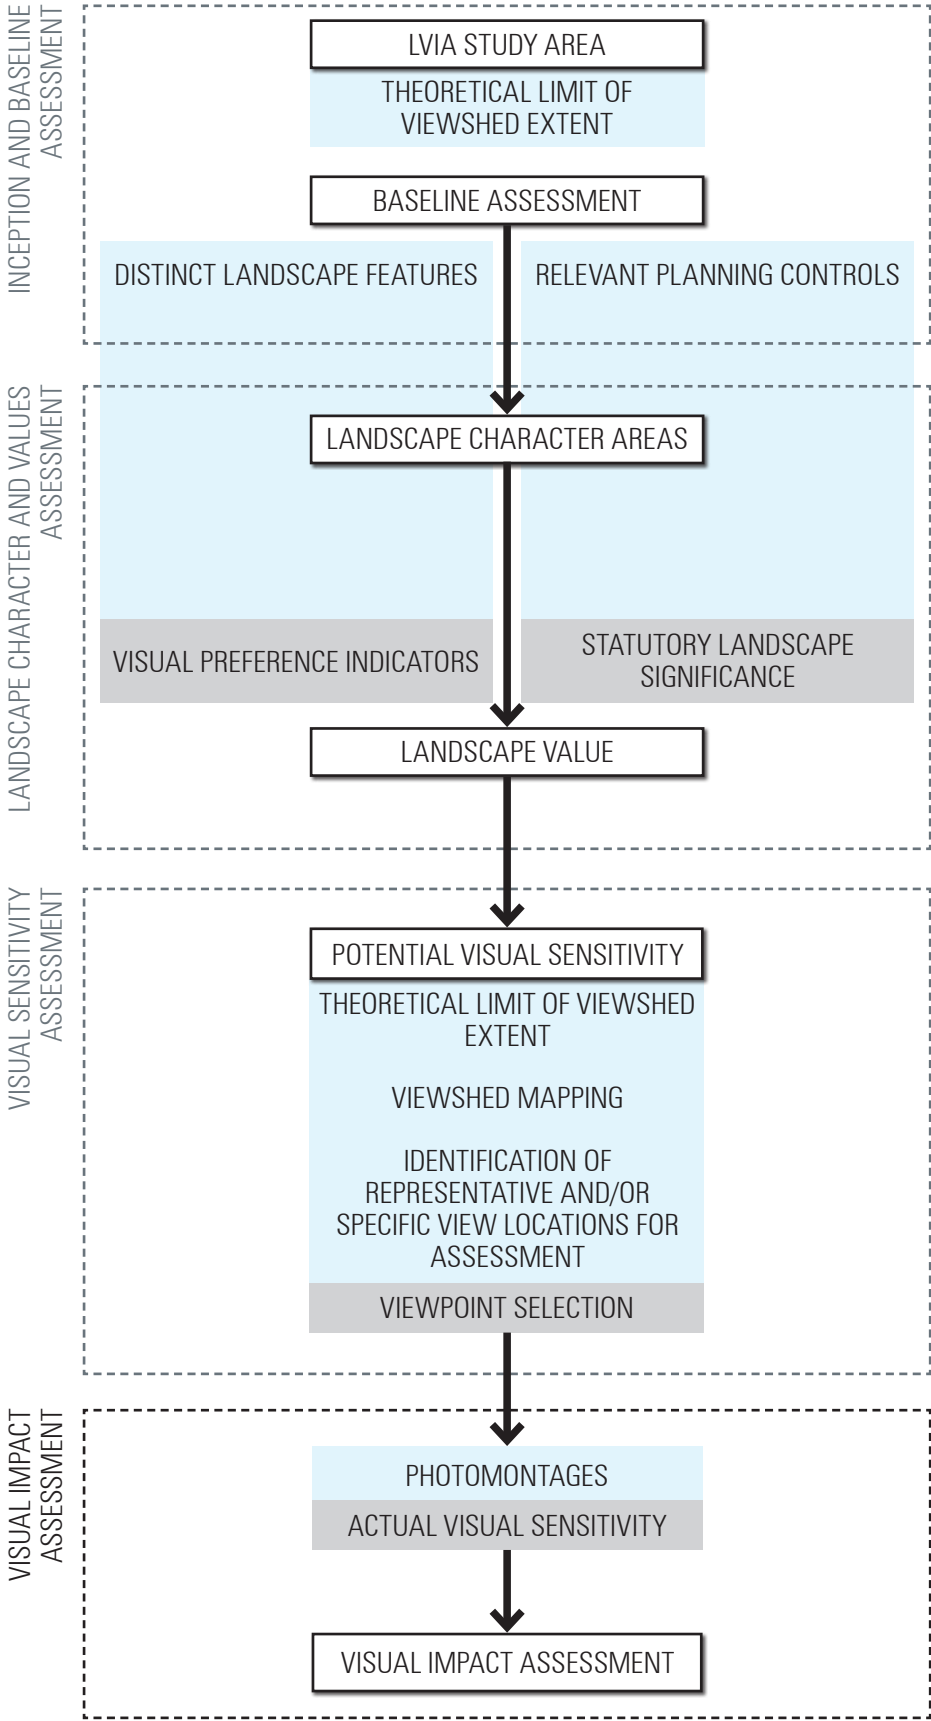 INCEPTION AND BASELINE
ASSESSMENT
LVIA STUDY AREA
THEORETICAL LIMIT OF
VIEWSHED EXTENT
BASELINE ASSESSMENT
DISTINCT LANDSCAPE FEATURES
RELEVANT PLANNING CONTROLS
LANDSCAPE CHARACTER AND VALUES
ASSESSMENT
LANDSCAPE CHARACTER AREAS
VISUAL PREFERENCE INDICATORS
STATUTORY LANDSCAPE
SIGNIFICANCE
LANDSCAPE VALUE
VISUAL SENSITIVITY
ASSESSMENT
POTENTIAL VISUAL SENSITIVITY
THEORETICAL LIMIT OF VIEWSHED
EXTENT
VIEWSHED MAPPING
IDENTIFICATION OF
REPRESENTATIVE AND/OR
SPECIFIC VIEW LOCATIONS FOR
ASSESSMENT
VIEWPOINT SELECTION
VISUAL IMPACT
ASSESSMENT
PHOTOMONTAGES
ACTUAL VISUAL SENSITIVITY
VISUAL IMPACT ASSESSMENT